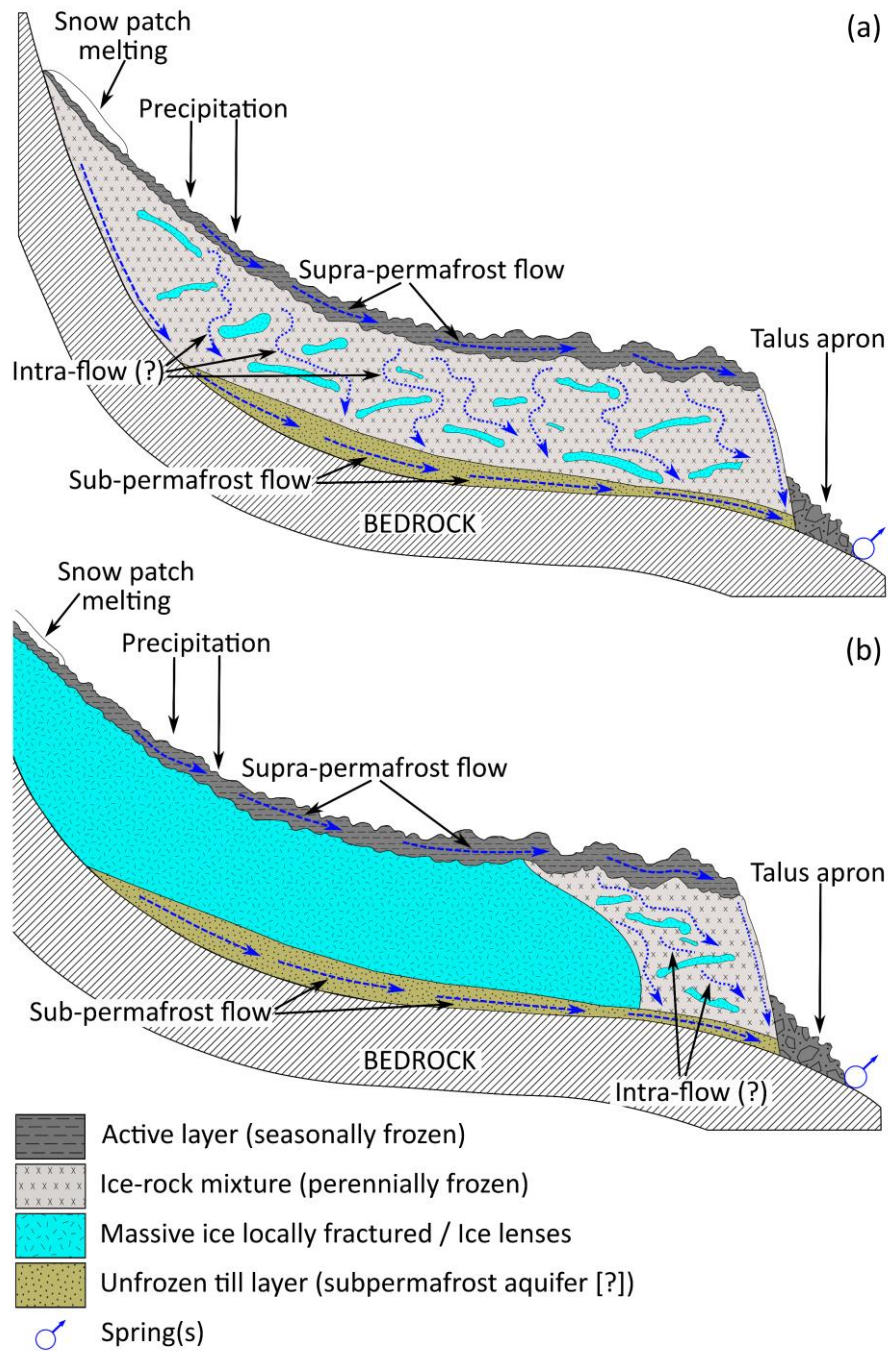 (a)
Snow patch
melting
Precipitation
Supra-permafrost flow
Talus apron
Intra-flow (?)
Sub-permafrost flow
BEDROCK
Snow patch
melting
(b)
Precipitation
Supra-permafrost flow
Talus apron
Sub-permafrost flow
BEDROCK
Intra-flow (?)
Active layer (seasonally frozen)
Ice-rock mixture (perennially frozen)
Massive ice locally fractured / Ice lenses
Unfrozen till layer (subpermafrost aquifer [?])
Spring(s)